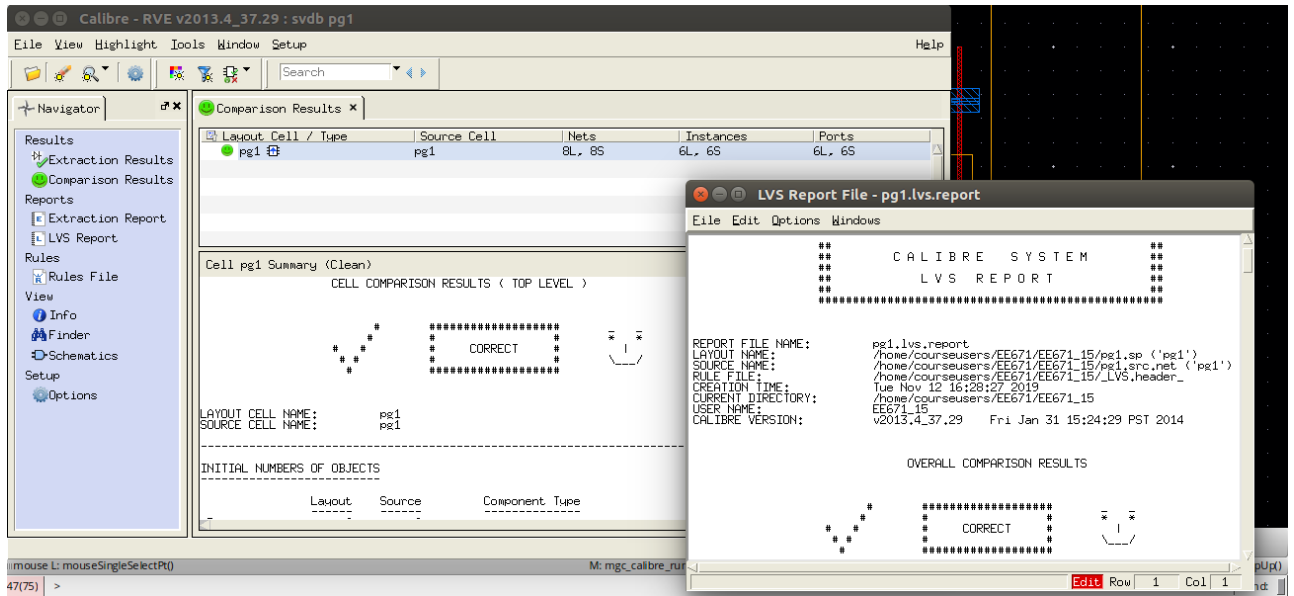 Calibre - RVE v2013.4_37.29 : svdb pg1
File View Highlight Tools Window Setup Help
Search
Navigator
Results
Extraction Results
Comparison Results
Reports
Extraction Report
LVS Report
Rules
Rules File
View
Info
Finder
Schematics
Setup
Options
Comparison Results
Layout Cell / Type Source Cell Nets Instances Ports
pg1 pg1 8L, 8S 6L, 6S 6L, 6S
Cell pg1 Summary (Clean)
CELL COMPARISON RESULTS ( TOP LEVEL )
CORRECT
LAYOUT CELL NAME: pg1
SOURCE CELL NAME: pg1
INITIAL NUMBERS OF OBJECTS
Layout Source Component Type
LVS Report File - pg1.lvs.report
File Edit Options Windows
CALIBRE SYSTEM
LVS REPORT
REPORT FILE NAME: pg1.lvs.report
LAYOUT NAME: /home/courseusers/EE671/EE671_15/pg1.sp ('pg1')
SOURCE NAME: /home/courseusers/EE671/EE671_15/pg1.src.net ('pg1')
RULE FILE: /home/courseusers/EE671/EE671_15/_LVS.header_
CREATION TIME: Tue Nov 12 16:28:27 2019
CURRENT DIRECTORY: /home/courseusers/EE671/EE671_15
USER NAME: EE671_15
CALIBRE VERSION: v2013.4_37.29 Fri Jan 31 15:24:29 PST 2014
OVERALL COMPARISON RESULTS
CORRECT
Edit Row 1 Col 1
mouse L: mouseSingleSelectPt() M: mgc_calibre_ru pUp()
47(75) >